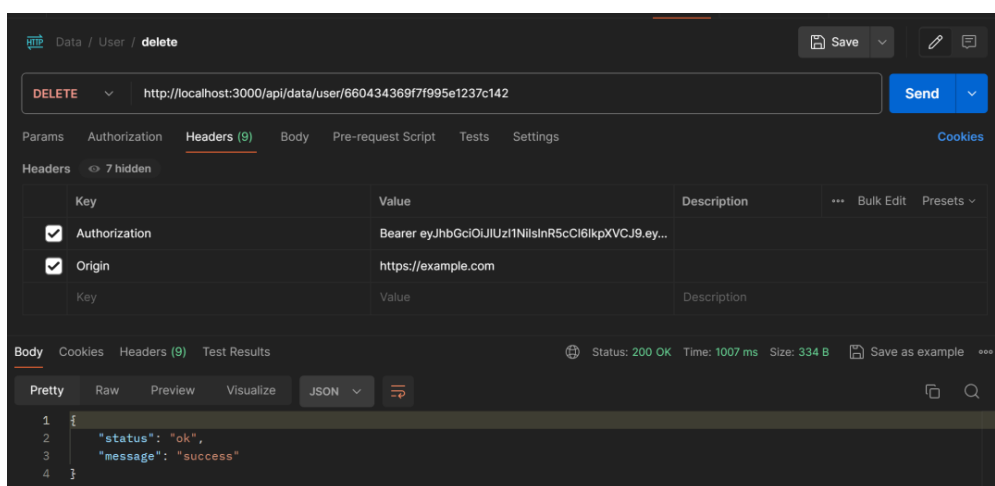 HTTP Data / User / delete Save
DELETE http://localhost:3000/api/data/user/660434369f7f995e1237c142 Send
Params Authorization Headers (9) Body Pre-request Script Tests Settings Cookies
Headers 7 hidden
Key Value Description Bulk Edit Presets
Authorization Bearer eyJhbGciOiJIUzI1NiIsInR5cCI6IkpXVCJ9.ey...
Origin https://example.com
Key Value Description
Body Cookies Headers (9) Test Results Status: 200 OK Time: 1007 ms Size: 334 B Save as example
Pretty Raw Preview Visualize JSON
1 {
2 "status": "ok",
3 "message": "success"
4 }